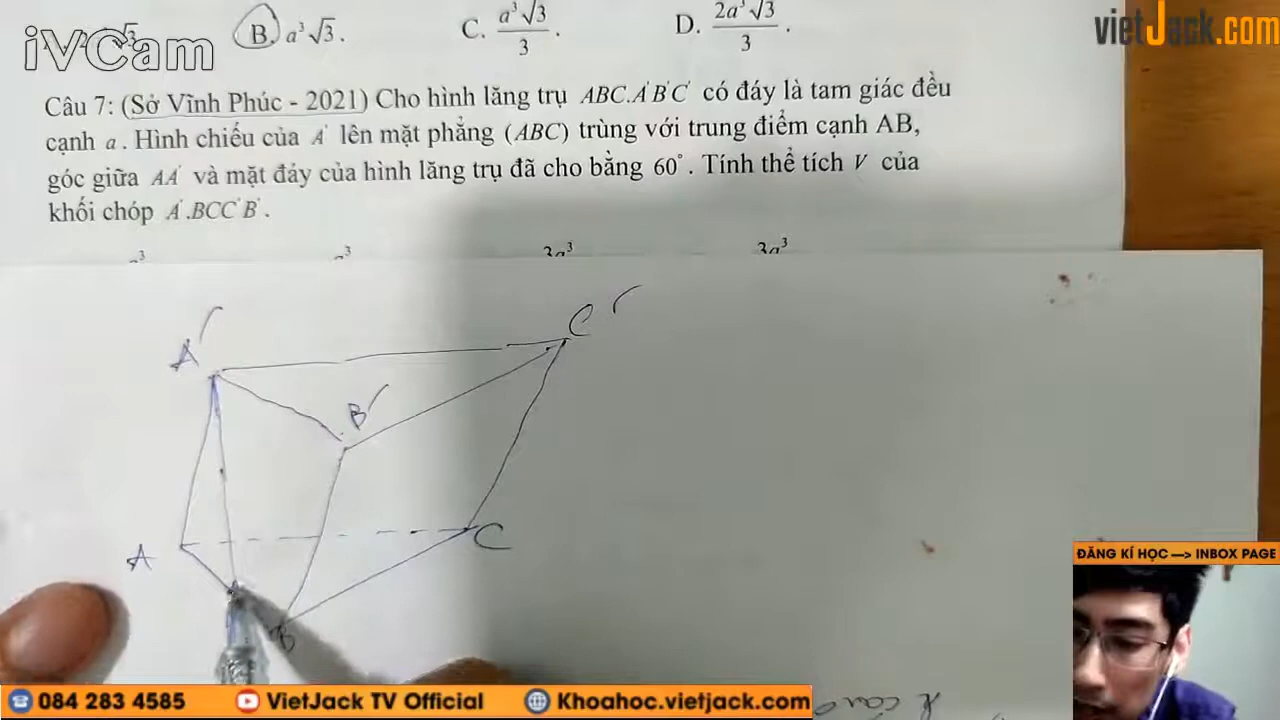 iVCam
B. a³√3.
C. a³√3/3.
D. 2a³√3/3.
vietJack.com
Câu 7: (Sở Vĩnh Phúc - 2021) Cho hình lăng trụ ABC.A'B'C' có đáy là tam giác đều
cạnh a. Hình chiếu của A' lên mặt phẳng (ABC) trùng với trung điểm cạnh AB,
góc giữa AA' và mặt đáy của hình lăng trụ đã cho bằng 60°. Tính thể tích V của
khối chóp A'.BCC'B'.
3a³
3a³
A'
C'
B'
A
C
B
ĐĂNG KÍ HỌC —> INBOX PAGE
084 283 4585
VietJack TV Official
Khoahoc.vietjack.com